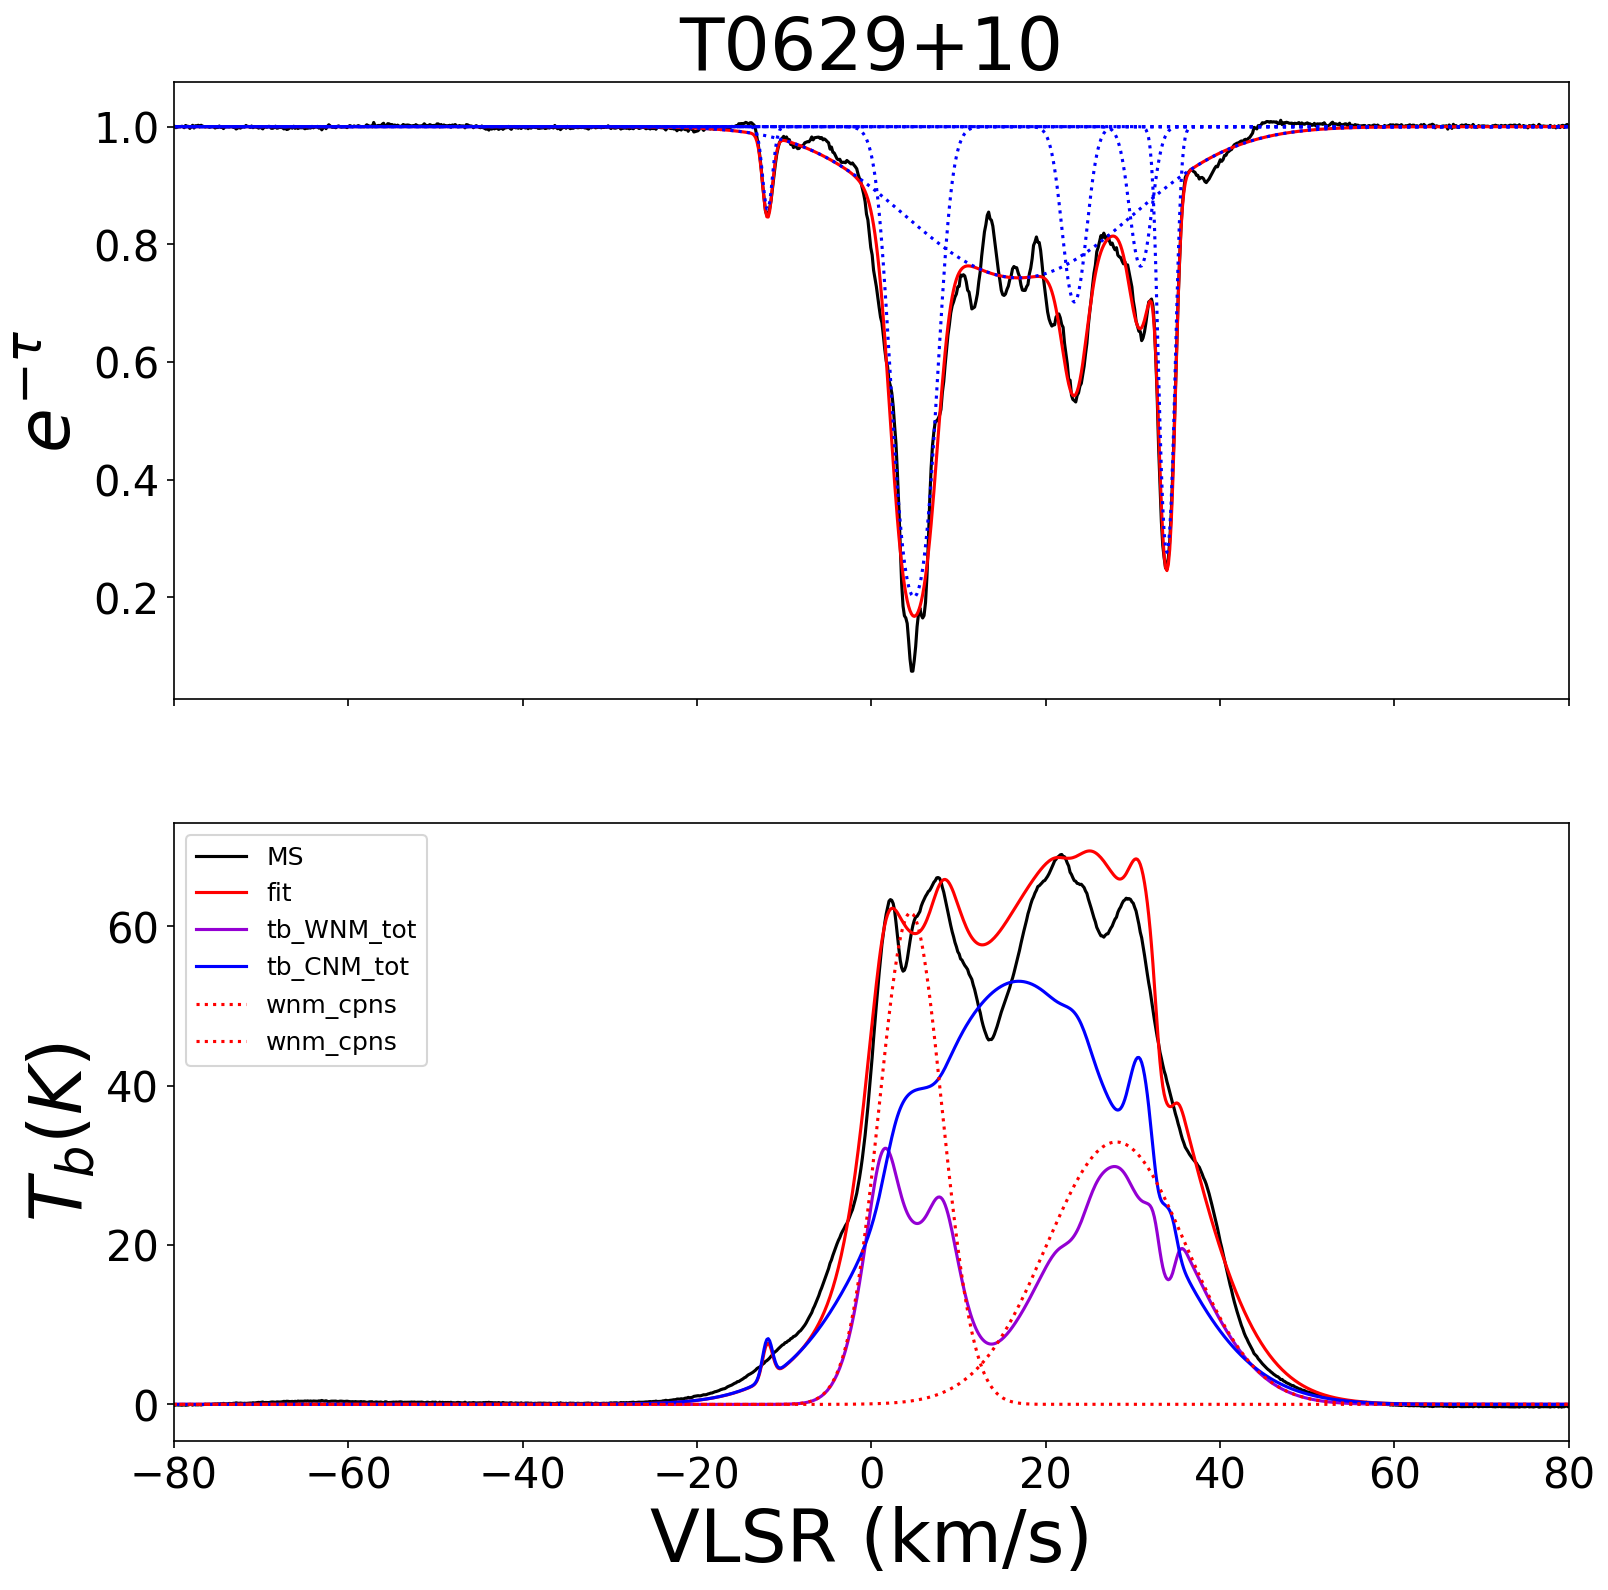 T0629+10
1.0
0.8
0.6
0.4
0.2
e^{-τ}
MS
fit
tb_WNM_tot
tb_CNM_tot
wnm_cpns
wnm_cpns
60
40
20
0
T_b(K)
−80 −60 −40 −20 0 20 40 60 80
VLSR (km/s)